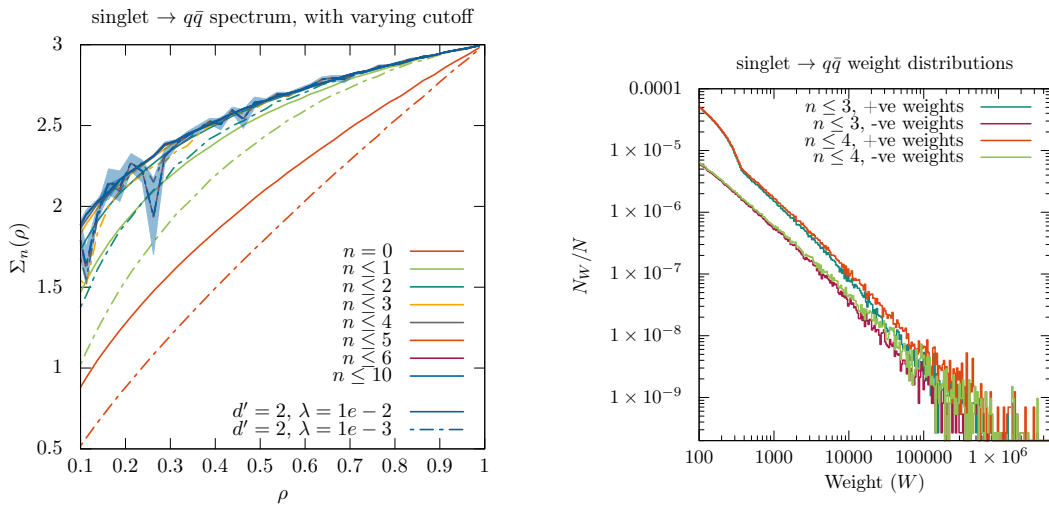 singlet → qq̄ spectrum, with varying cutoff
3
2.5
2
1.5
1
0.5
Σₙ(ρ)
n = 0
n ≤ 1
n ≤ 2
n ≤ 3
n ≤ 4
n ≤ 5
n ≤ 6
n ≤ 10
d′ = 2, λ = 1e − 2
d′ = 2, λ = 1e − 3
0.1 0.2 0.3 0.4 0.5 0.6 0.7 0.8 0.9 1
ρ
singlet → qq̄ weight distributions
0.0001
1 × 10⁻⁵
1 × 10⁻⁶
1 × 10⁻⁷
1 × 10⁻⁸
1 × 10⁻⁹
N_W/N
n ≤ 3, +ve weights
n ≤ 3, -ve weights
n ≤ 4, +ve weights
n ≤ 4, -ve weights
100 1000 10000 100000 1 × 10⁶
Weight (W)